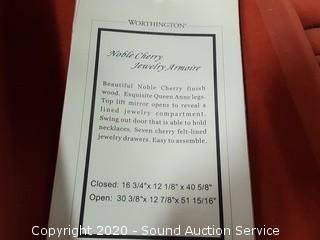 WORTHINGTON®
Noble Cherry
Jewelry Armoire
Beautiful Noble Cherry finish
wood. Exquisite Queen Anne legs.
Top lift mirror opens to reveal a
lined jewelry compartment.
Swing out door that is able to hold
necklaces. Seven cherry felt-lined
jewelry drawers. Easy to assemble.
Closed: 16 3/4"x 12 1/8" x 40 5/8"
Open: 30 3/8"x 12 7/8"x 51 15/16"
Copyright 2020 - Sound Auction Service